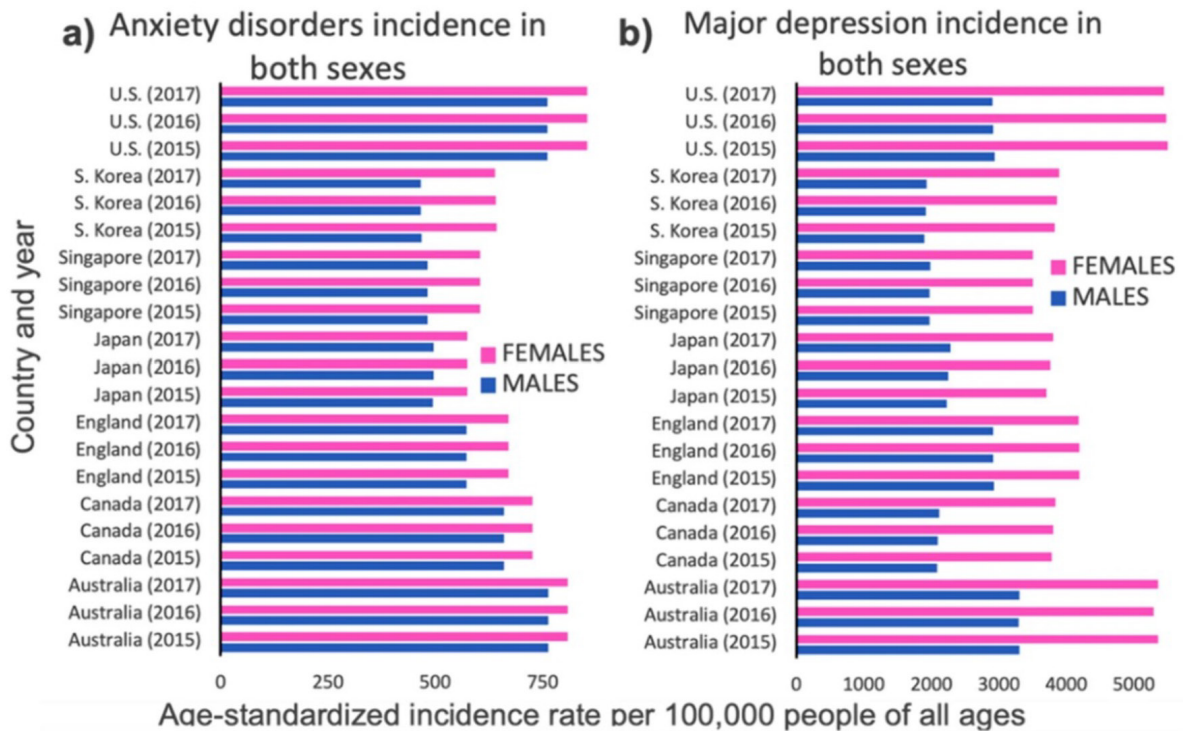 a) Anxiety disorders incidence in
both sexes
U.S. (2017)
U.S. (2016)
U.S. (2015)
S. Korea (2017)
S. Korea (2016)
S. Korea (2015)
Singapore (2017)
Singapore (2016)
Singapore (2015)
Japan (2017)
Japan (2016)
Japan (2015)
England (2017)
England (2016)
England (2015)
Canada (2017)
Canada (2016)
Canada (2015)
Australia (2017)
Australia (2016)
Australia (2015)
Country and year
FEMALES
MALES
0 250 500 750
b) Major depression incidence in
both sexes
U.S. (2017)
U.S. (2016)
U.S. (2015)
S. Korea (2017)
S. Korea (2016)
S. Korea (2015)
Singapore (2017)
Singapore (2016)
Singapore (2015)
Japan (2017)
Japan (2016)
Japan (2015)
England (2017)
England (2016)
England (2015)
Canada (2017)
Canada (2016)
Canada (2015)
Australia (2017)
Australia (2016)
Australia (2015)
FEMALES
MALES
0 1000 2000 3000 4000 5000
Age-standardized incidence rate per 100,000 people of all ages